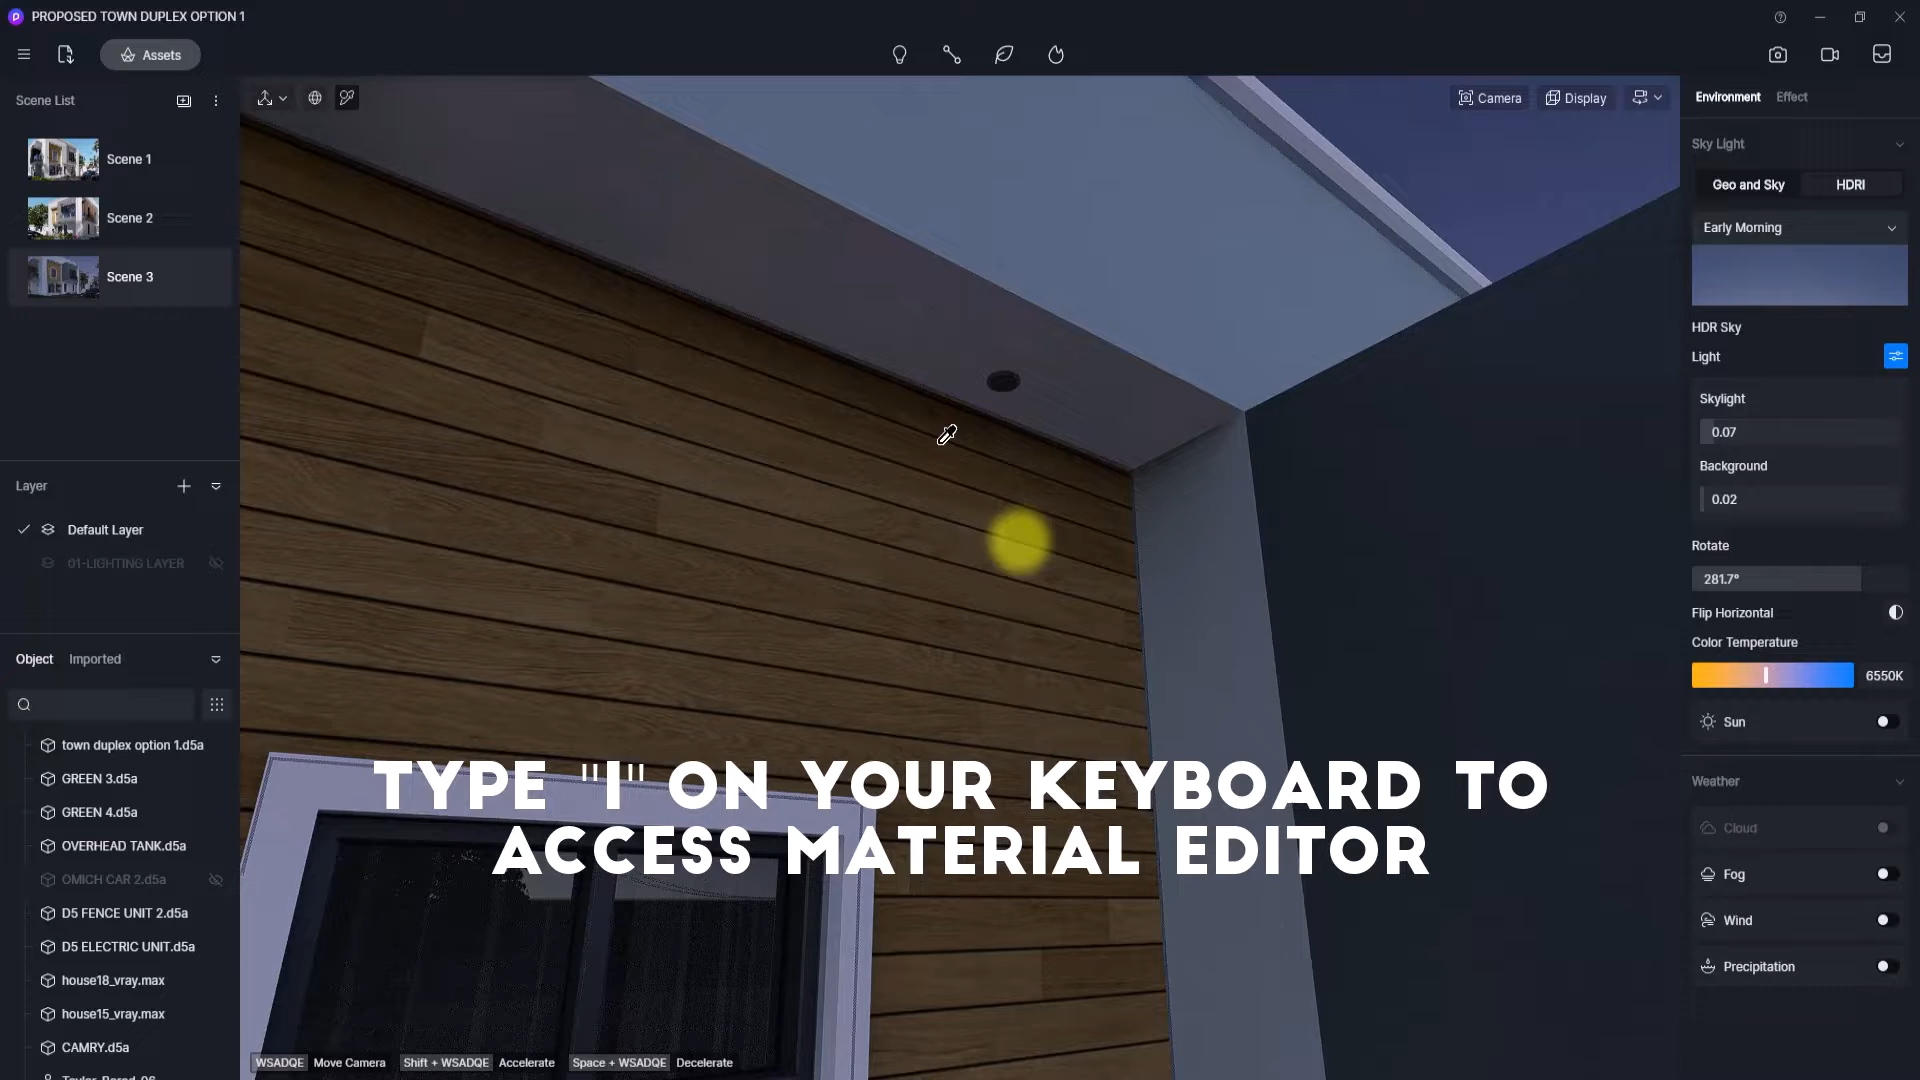 PROPOSED TOWN DUPLEX OPTION 1
Assets
Scene List
Scene 1
Scene 2
Scene 3
Layer
Default Layer
01-LIGHTING LAYER
Object Imported
town duplex option 1.d5a
GREEN 3.d5a
GREEN 4.d5a
OVERHEAD TANK.d5a
OMICH CAR 2.d5a
D5 FENCE UNIT 2.d5a
D5 ELECTRIC UNIT.d5a
house18_vray.max
house15_vray.max
CAMRY.d5a
Camera Display
TYPE "I" ON YOUR KEYBOARD TO
ACCESS MATERIAL EDITOR
WSADQE Move Camera Shift + WSADQE Accelerate Space + WSADQE Decelerate
Environment Effect
Sky Light
Geo and Sky HDRI
Early Morning
HDR Sky
Light
Skylight
0.07
Background
0.02
Rotate
281.7°
Flip Horizontal
Color Temperature
6550K
Sun
Weather
Cloud
Fog
Wind
Precipitation